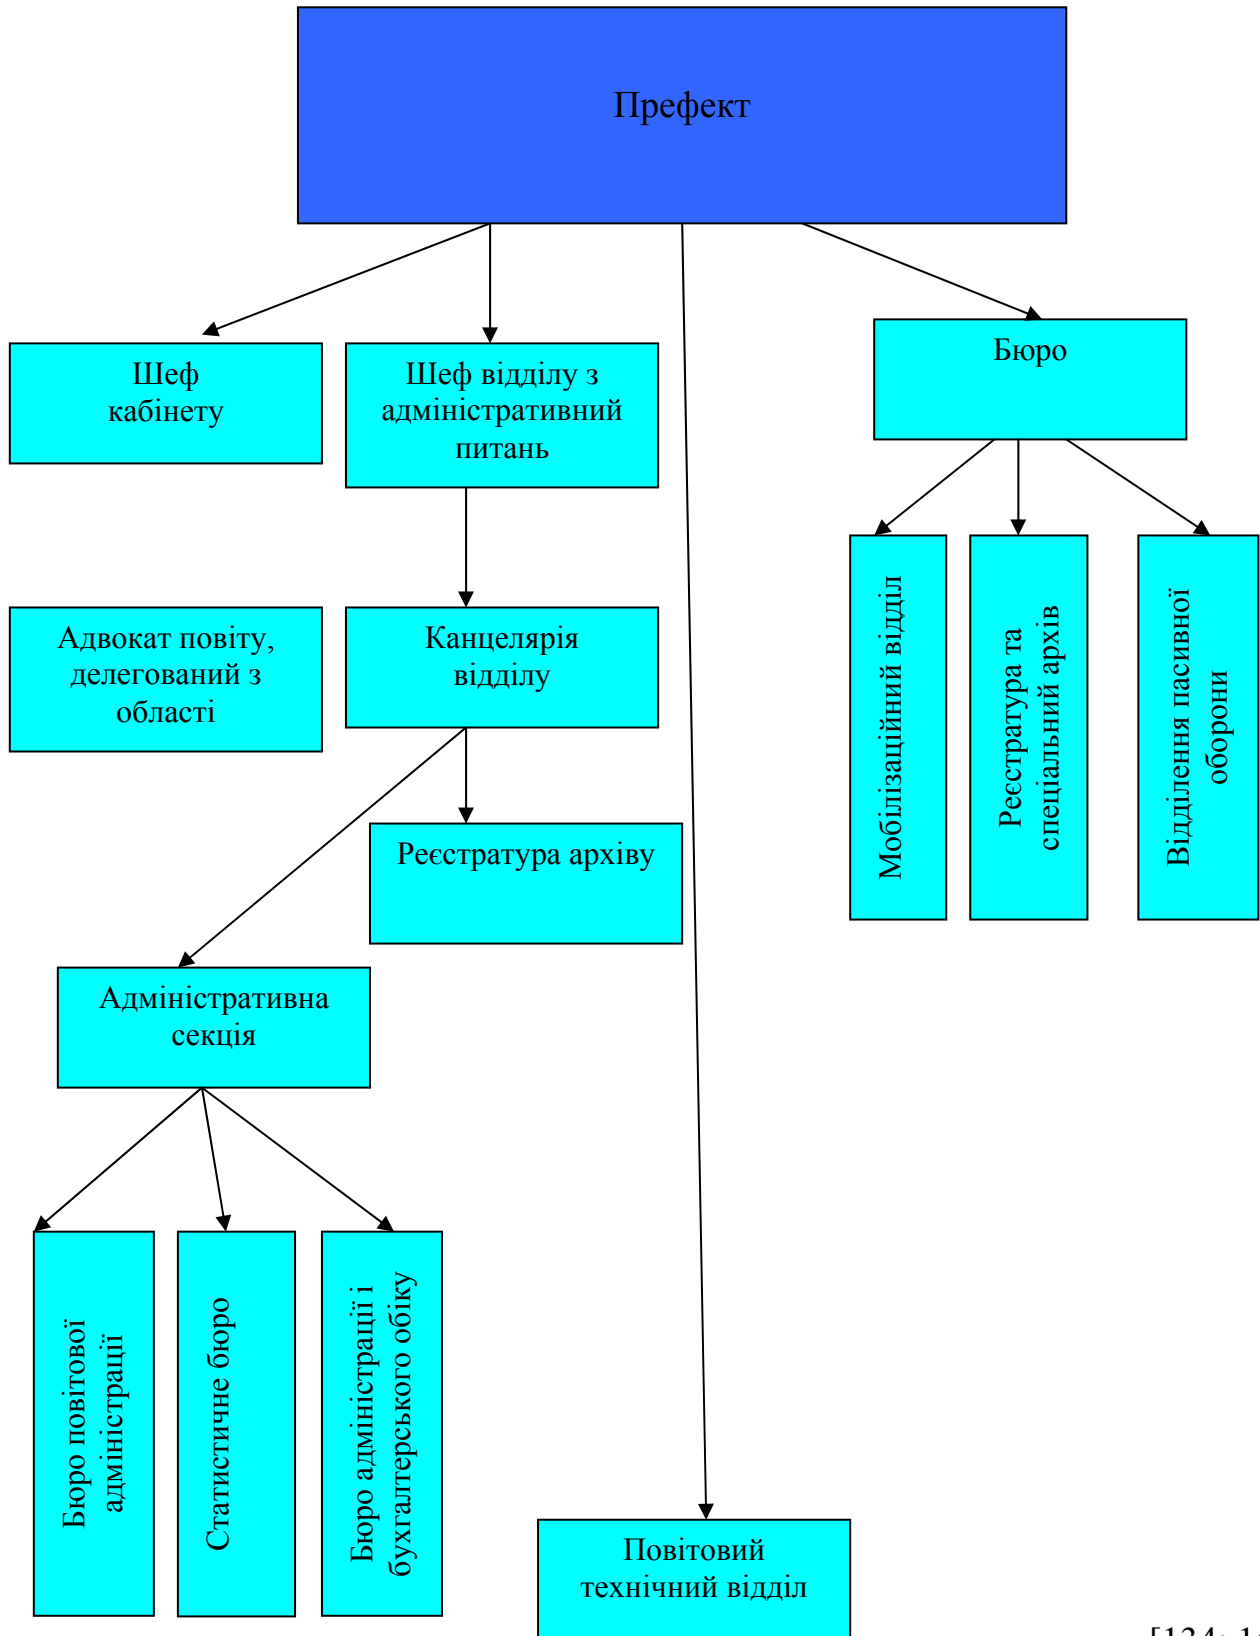 Префект
Шеф
кабінету
Шеф відділу з
адміністративний
питань
Бюро
Адвокат повіту,
делегований з
області
Канцелярія
відділу
Мобілізаційний відділ
Реєстратура та
спеціальний архів
Відділення пасивної
оборони
Реєстратура архіву
Адміністративна
секція
Бюро повітової
адміністрації
Статистичне бюро
Бюро адміністрації і
бухгалтерського обіку
Повітовий
технічний відділ